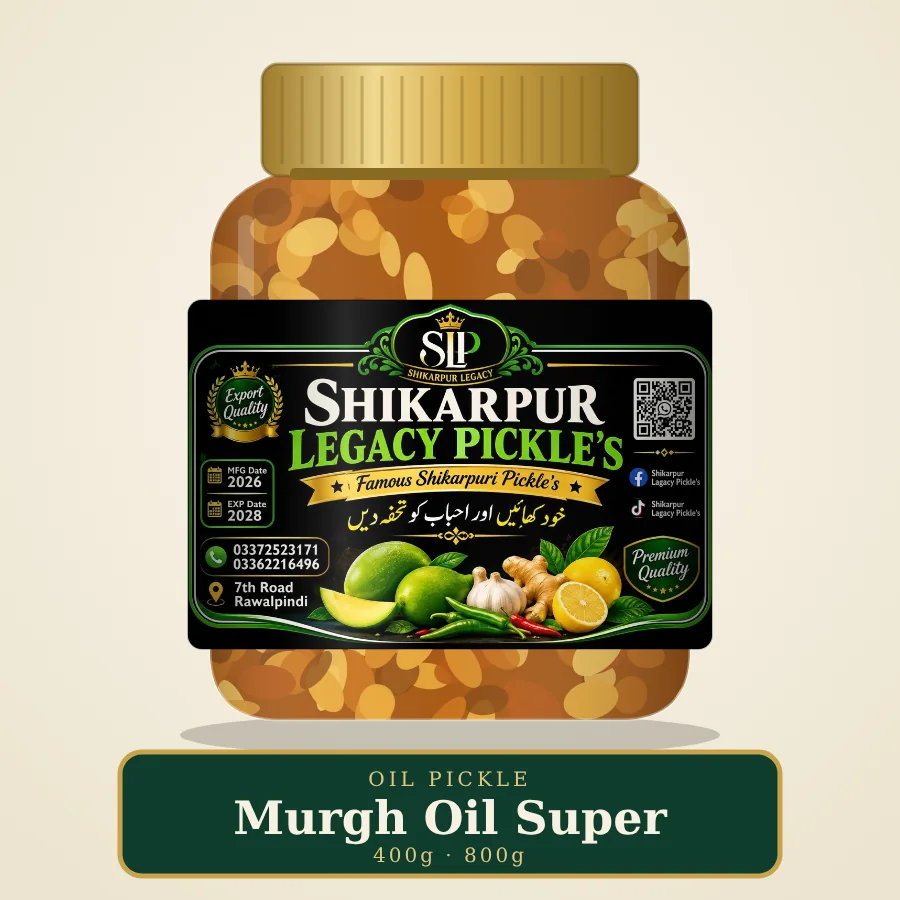 SLP
SHIKARPUR LEGACY
SHIKARPUR
LEGACY PICKLE'S
Famous Shikarpuri Pickle's
خود کھائیں اور احباب کو تحفہ دیں
Export
Quality
MFG Date
2026
EXP Date
2028
03372523171
03362216496
7th Road
Rawalpindi
Shikarpur
Legacy Pickle's
Shikarpur
Legacy Pickle's
Premium
Quality
OIL PICKLE
Murgh Oil Super
400g · 800g